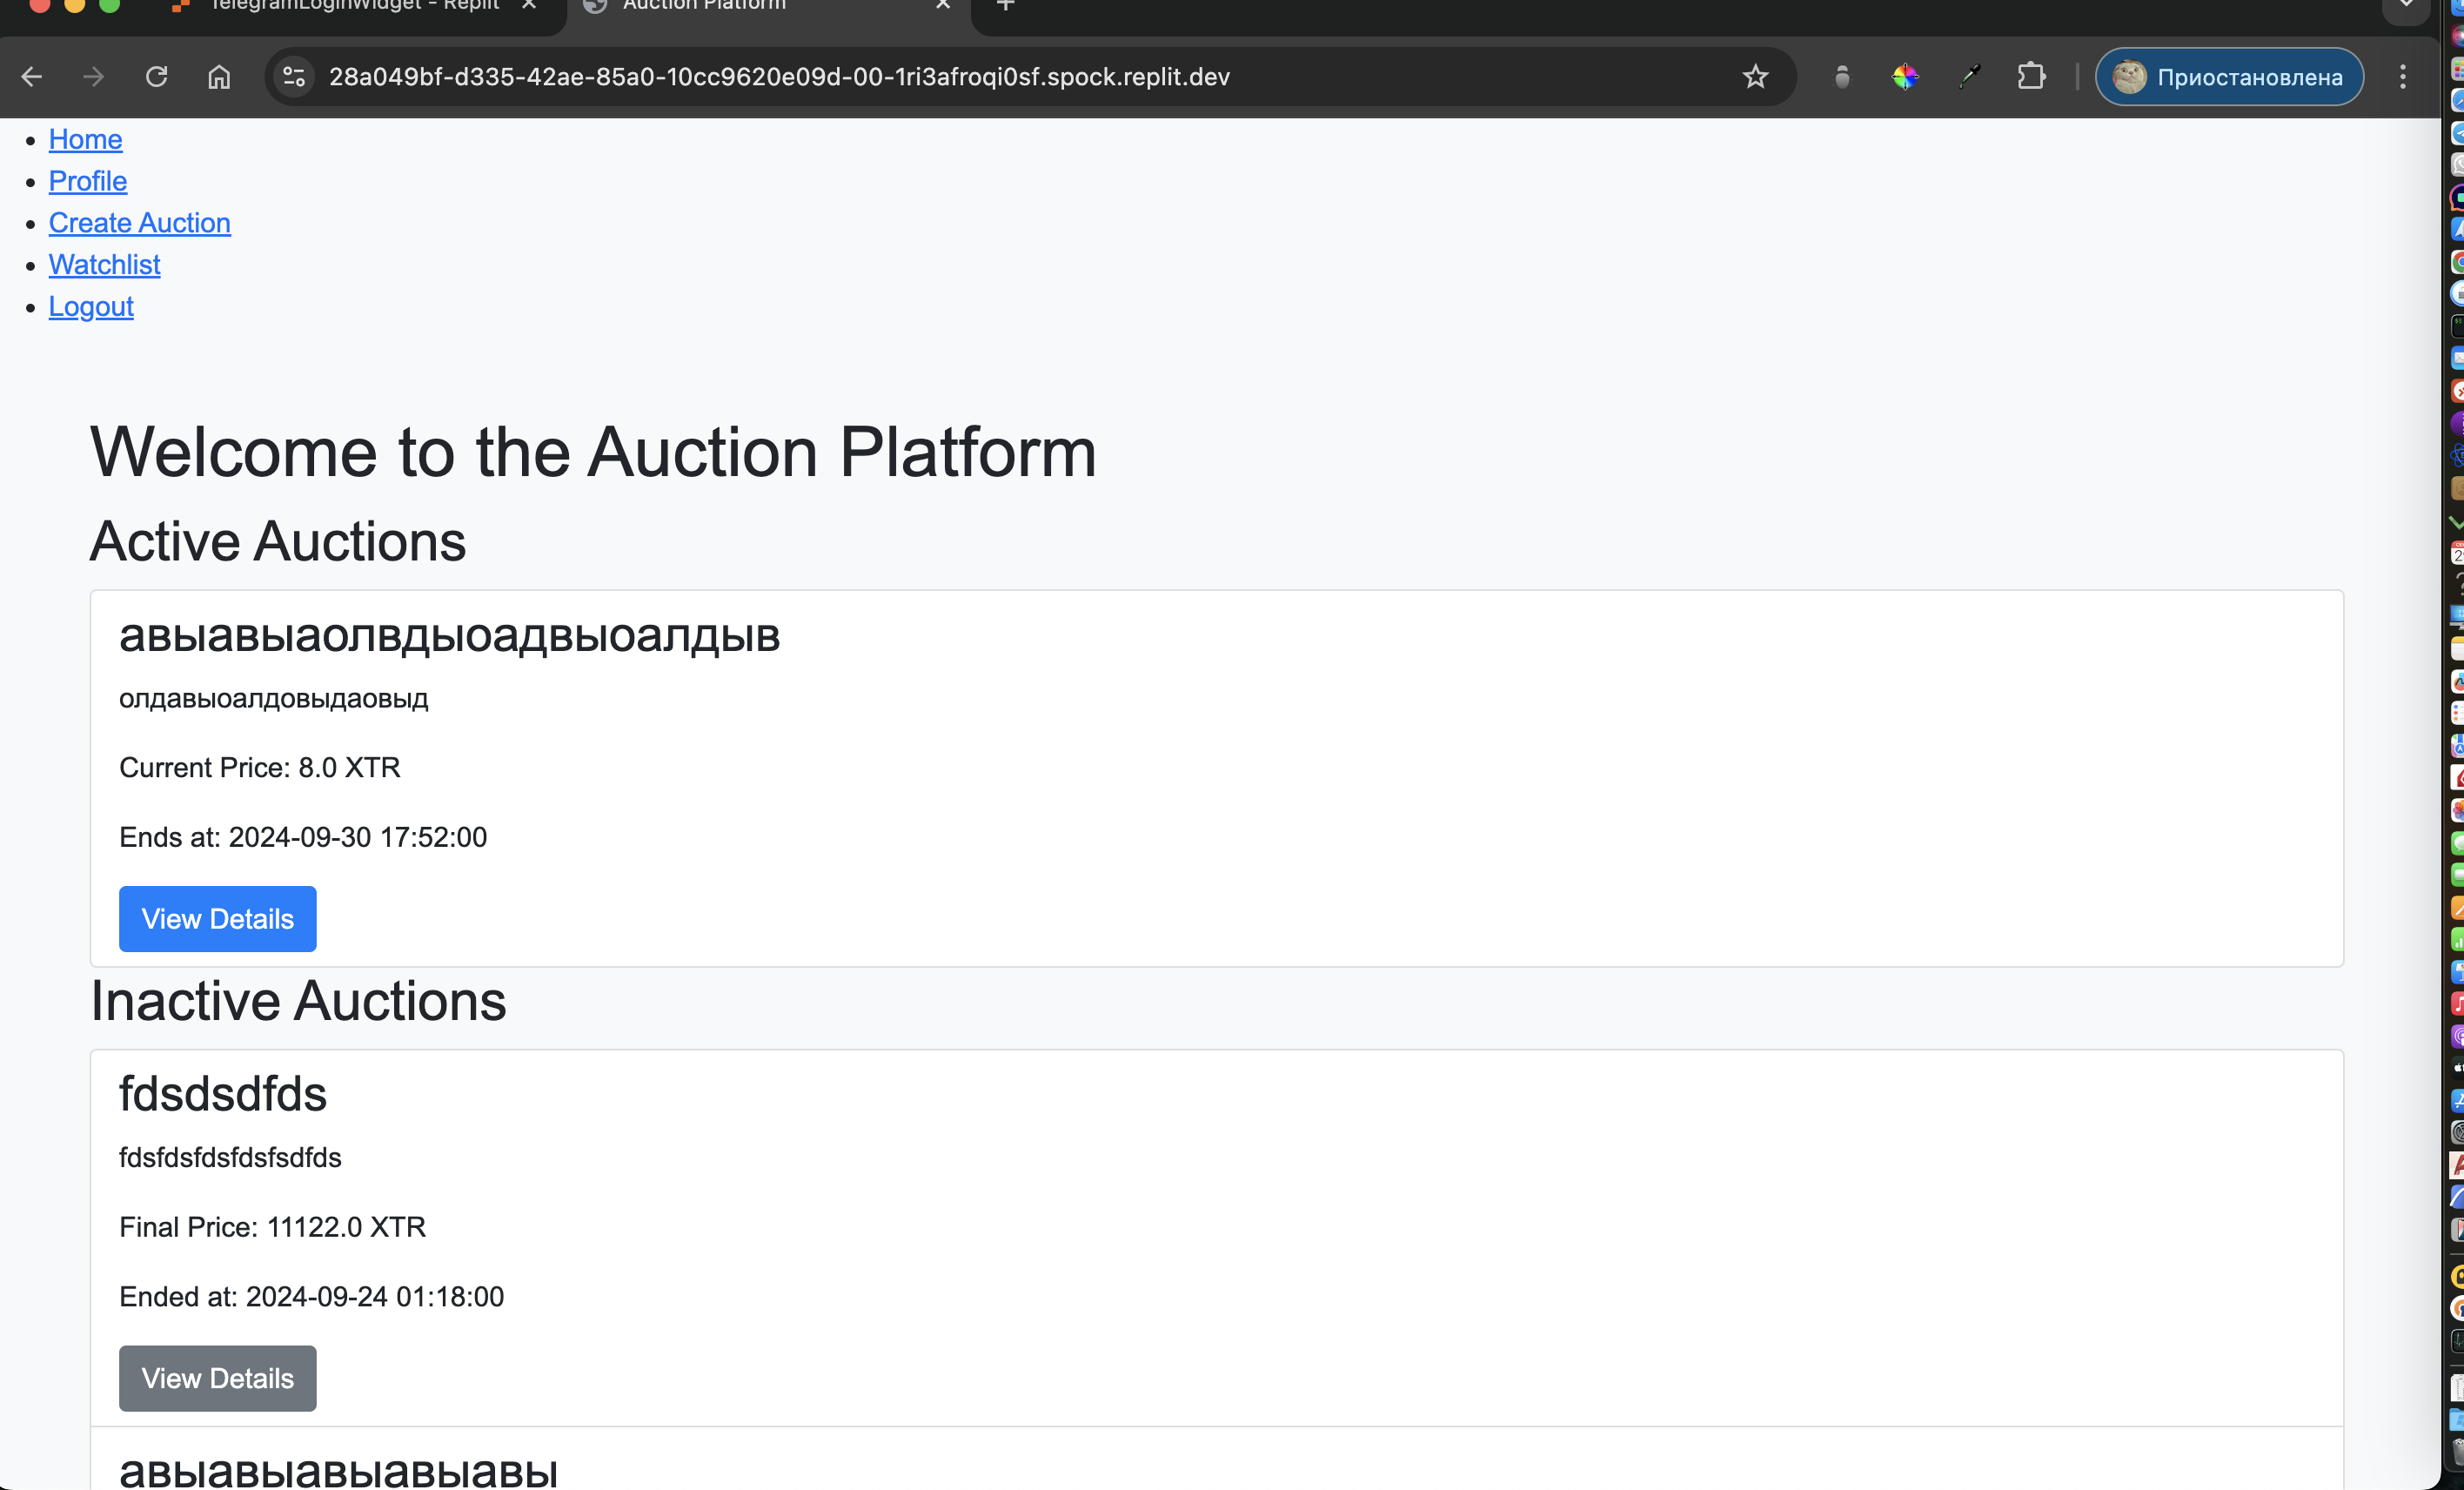 TelegramLoginWidget - Replit
Auction Platform
28a049bf-d335-42ae-85a0-10cc9620e09d-00-1ri3afroqi0sf.spock.replit.dev
Приостановлена
Home
Profile
Create Auction
Watchlist
Logout
Welcome to the Auction Platform
Active Auctions
авыавыаолвдыоадвыоалдыв
олдавыоалдовыдаовыд
Current Price: 8.0 XTR
Ends at: 2024-09-30 17:52:00
View Details
Inactive Auctions
fdsdsdfds
fdsfdsfdsfdsfsdfds
Final Price: 11122.0 XTR
Ended at: 2024-09-24 01:18:00
View Details
авыавыавыавыавы